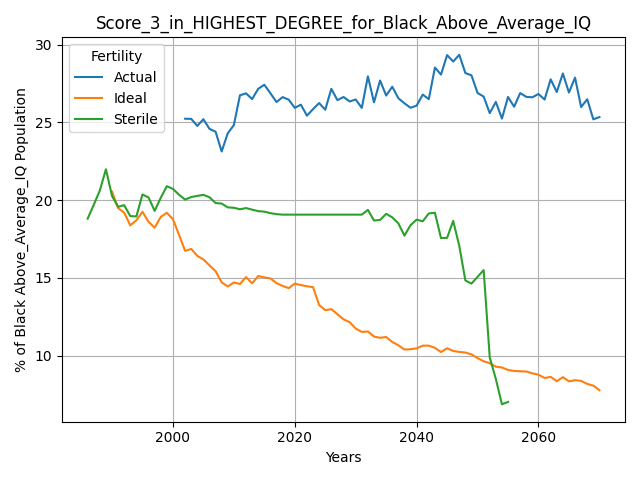 Score_3_in_HIGHEST_DEGREE_for_Black_Above_Average_IQ
Fertility
Actual
Ideal
Sterile
% of Black Above_Average_IQ Population
30
25
20
15
10
2000
2020
2040
2060
Years